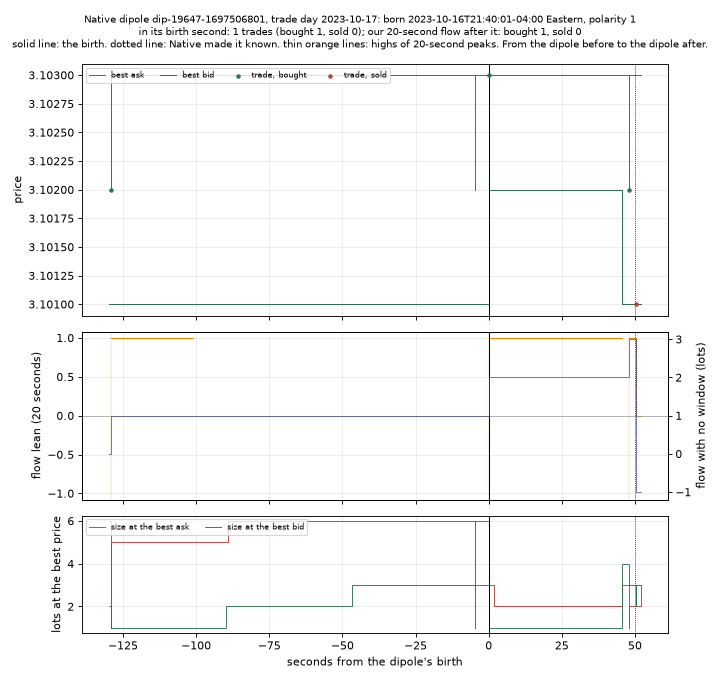 Native dipole dip-19647-1697506801, trade day 2023-10-17: born 2023-10-16T21:40:01-04:00 Eastern, polarity 1
in its birth second: 1 trades (bought 1, sold 0); our 20-second flow after it: bought 1, sold 0
solid line: the birth. dotted line: Native made it known. thin orange lines: highs of 20-second peaks. From the dipole before to the dipole after.
best ask best bid trade, bought trade, sold
price
3.10300
3.10275
3.10250
3.10225
3.10200
3.10175
3.10150
3.10125
3.10100
flow lean (20 seconds)
1.0
0.5
0.0
−0.5
−1.0
3
2
1
0
−1
flow with no window (lots)
size at the best ask size at the best bid
lots at the best price
6
4
2
−125 −100 −75 −50 −25 0 25 50
seconds from the dipole's birth